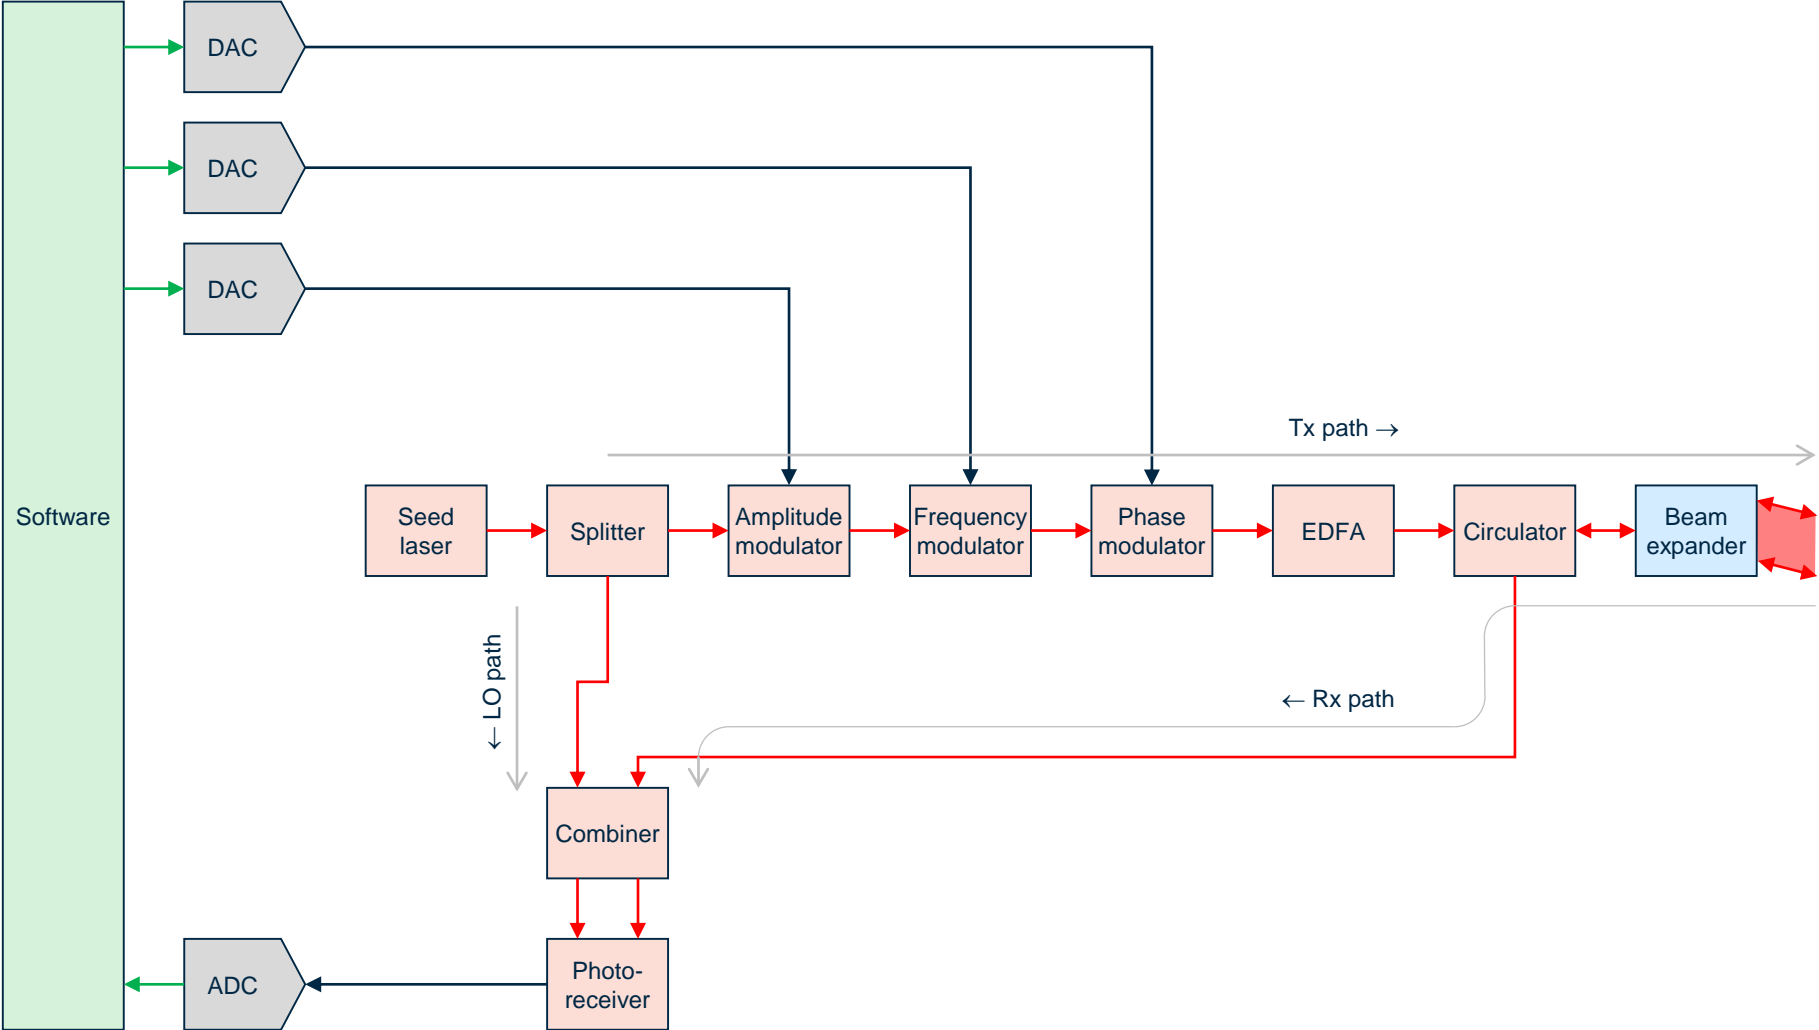 DAC
DAC
DAC
Tx path →
Software
Seed
laser
Splitter
Amplitude
modulator
Frequency
modulator
Phase
modulator
EDFA
Circulator
Beam
expander
← LO path
← Rx path
Combiner
ADC
Photo-
receiver